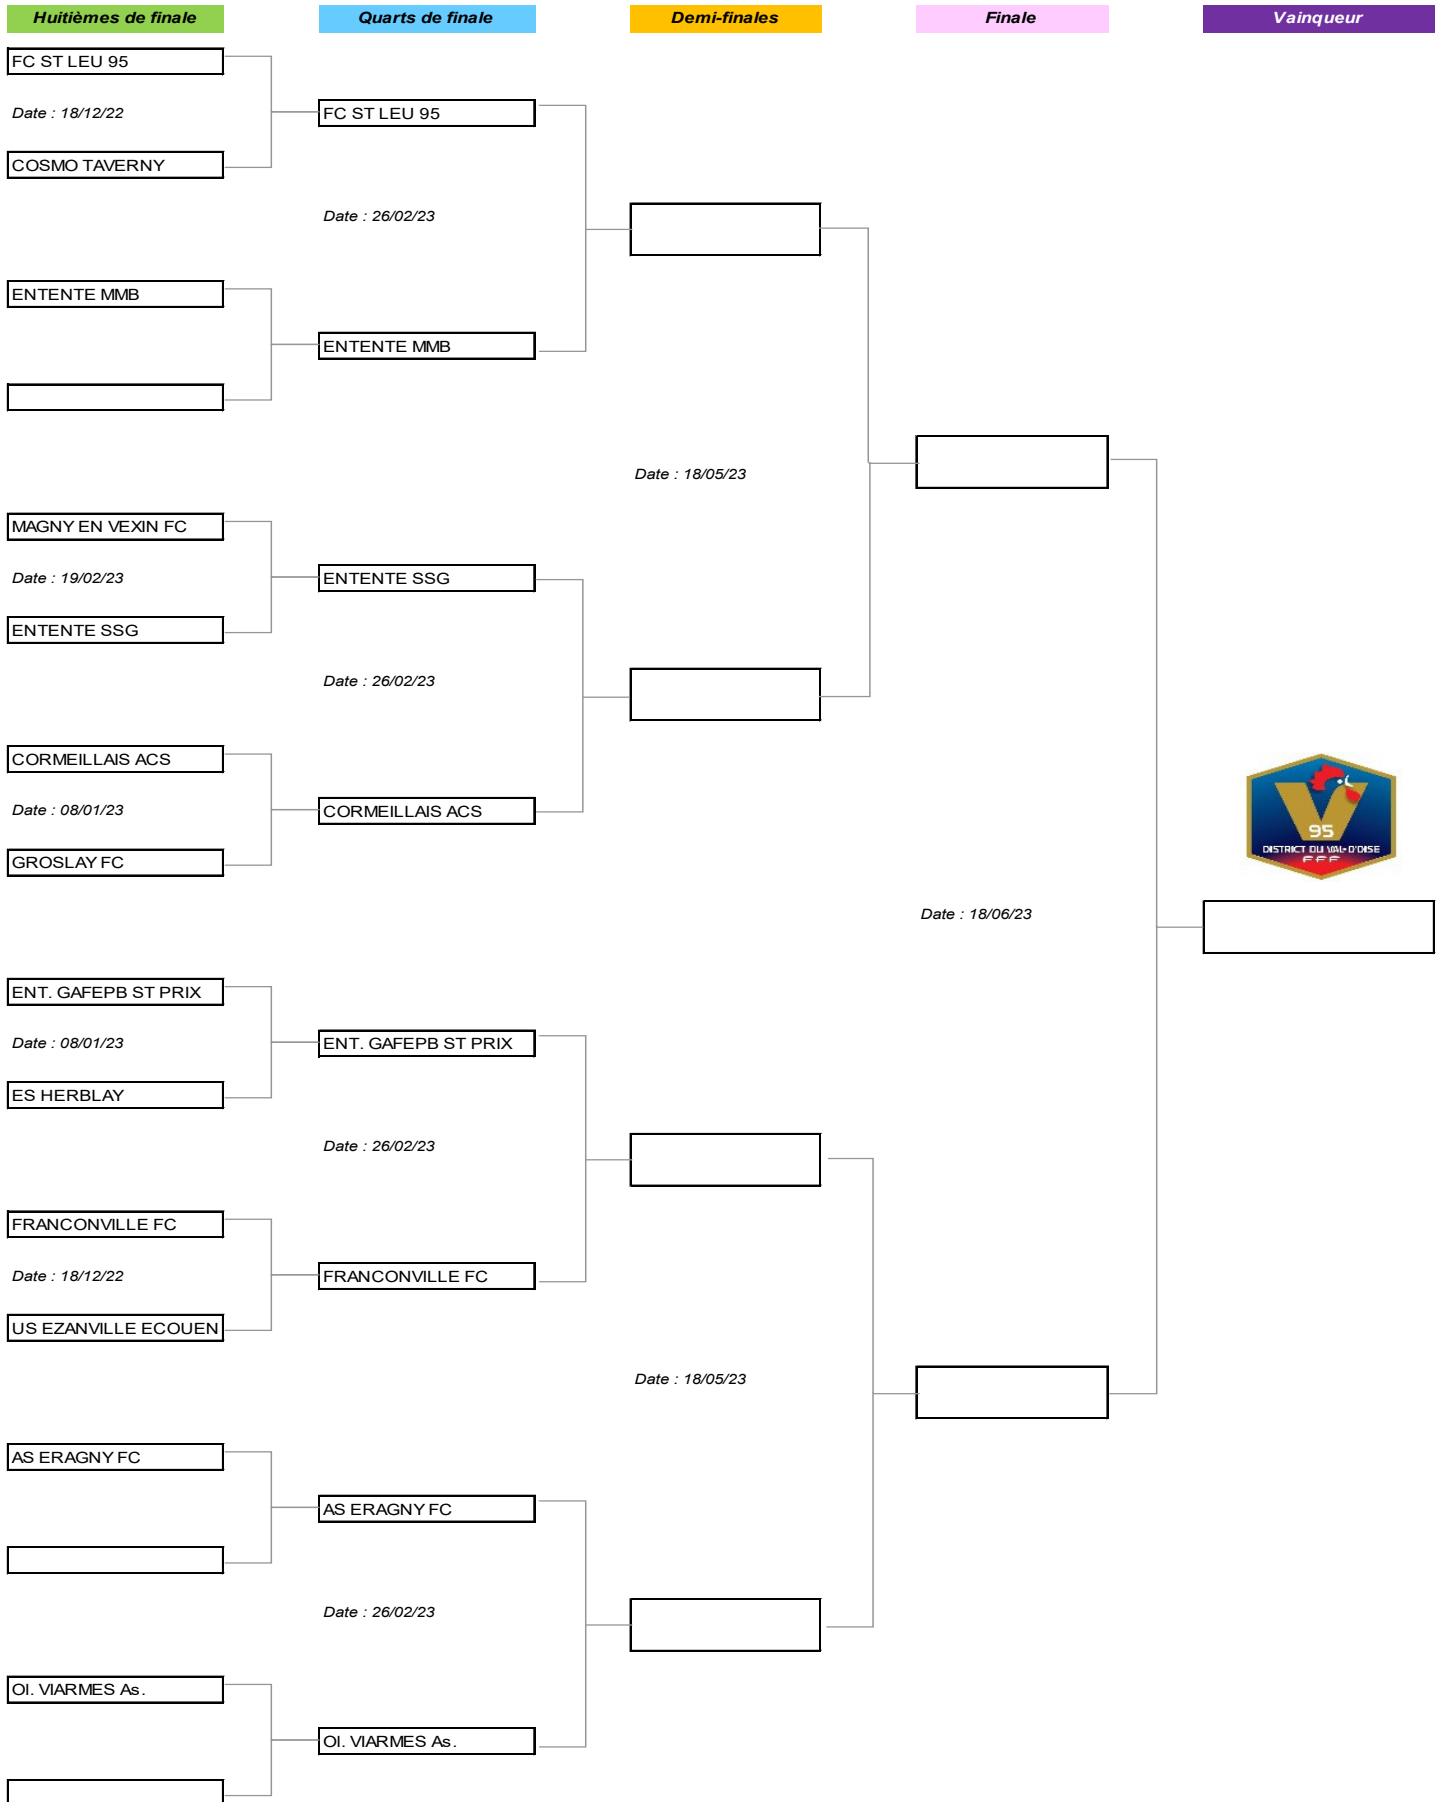 Huitièmes de finale
Quarts de finale
Demi-finales
Finale
Vainqueur
FC ST LEU 95
Date : 18/12/22
FC ST LEU 95
COSMO TAVERNY
Date : 26/02/23
ENTENTE MMB
ENTENTE MMB
Date : 18/05/23
MAGNY EN VEXIN FC
Date : 19/02/23
ENTENTE SSG
ENTENTE SSG
Date : 26/02/23
CORMEILLAIS ACS
Date : 08/01/23
CORMEILLAIS ACS
GROSLAY FC
V
95
DISTRICT DU VAL-D'OISE
FFF
Date : 18/06/23
ENT. GAFEPB ST PRIX
Date : 08/01/23
ENT. GAFEPB ST PRIX
ES HERBLAY
Date : 26/02/23
FRANCONVILLE FC
Date : 18/12/22
FRANCONVILLE FC
US EZANVILLE ECOUEN
Date : 18/05/23
AS ERAGNY FC
AS ERAGNY FC
Date : 26/02/23
OI. VIARMES As.
OI. VIARMES As.